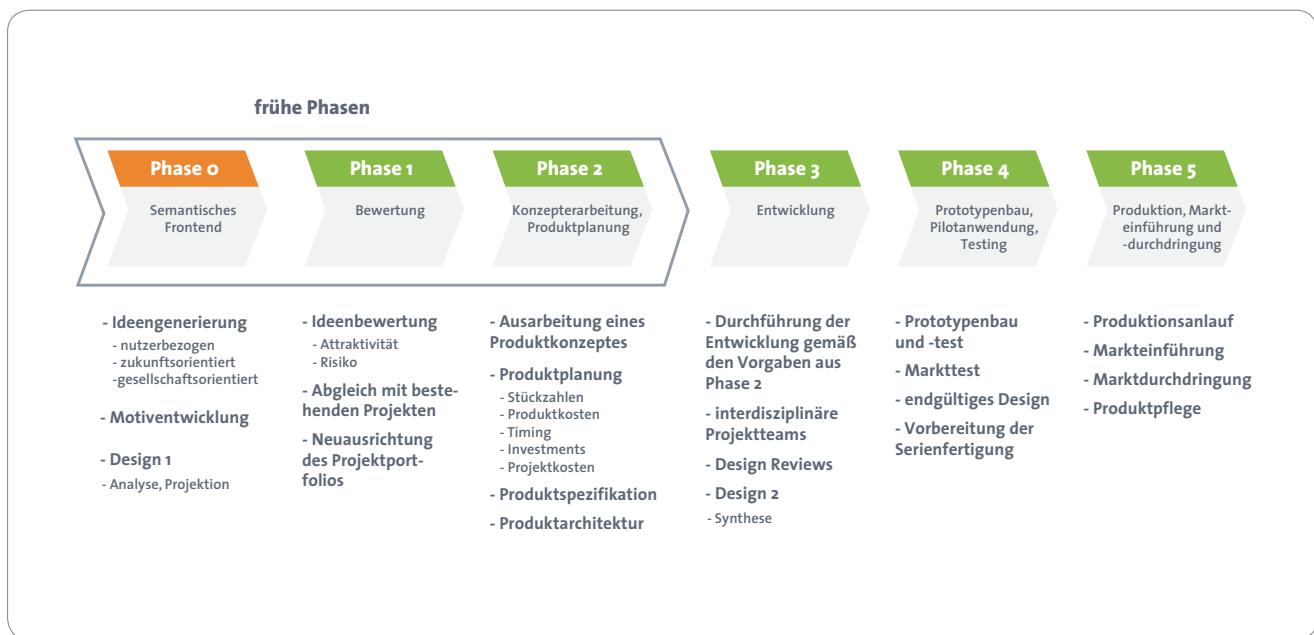 frühe Phasen
Phase 0
Semantisches
Frontend
- Ideengenerierung
- nutzerbezogen
- zukunftsorientiert
-gesellschaftsorientiert
- Motiventwicklung
- Design 1
- Analyse, Projektion
Phase 1
Bewertung
- Ideenbewertung
- Attraktivität
- Risiko
- Abgleich mit beste-
henden Projekten
- Neuausrichtung
des Projektport-
folios
Phase 2
Konzepterarbeitung,
Produktplanung
- Ausarbeitung eines
Produktkonzeptes
- Produktplanung
- Stückzahlen
- Produktkosten
- Timing
- Investments
- Projektkosten
- Produktspezifikation
- Produktarchitektur
Phase 3
Entwicklung
- Durchführung der
Entwicklung gemäß
den Vorgaben aus
Phase 2
- interdisziplinäre
Projektteams
- Design Reviews
- Design 2
- Synthese
Phase 4
Prototypenbau,
Pilotanwendung,
Testing
- Prototypenbau
und -test
- Markttest
- endgültiges Design
- Vorbereitung der
Serienfertigung
Phase 5
Produktion, Markt-
einführung und
-durchdringung
- Produktionsanlauf
- Markteinführung
- Marktdurchdringung
- Produktpflege